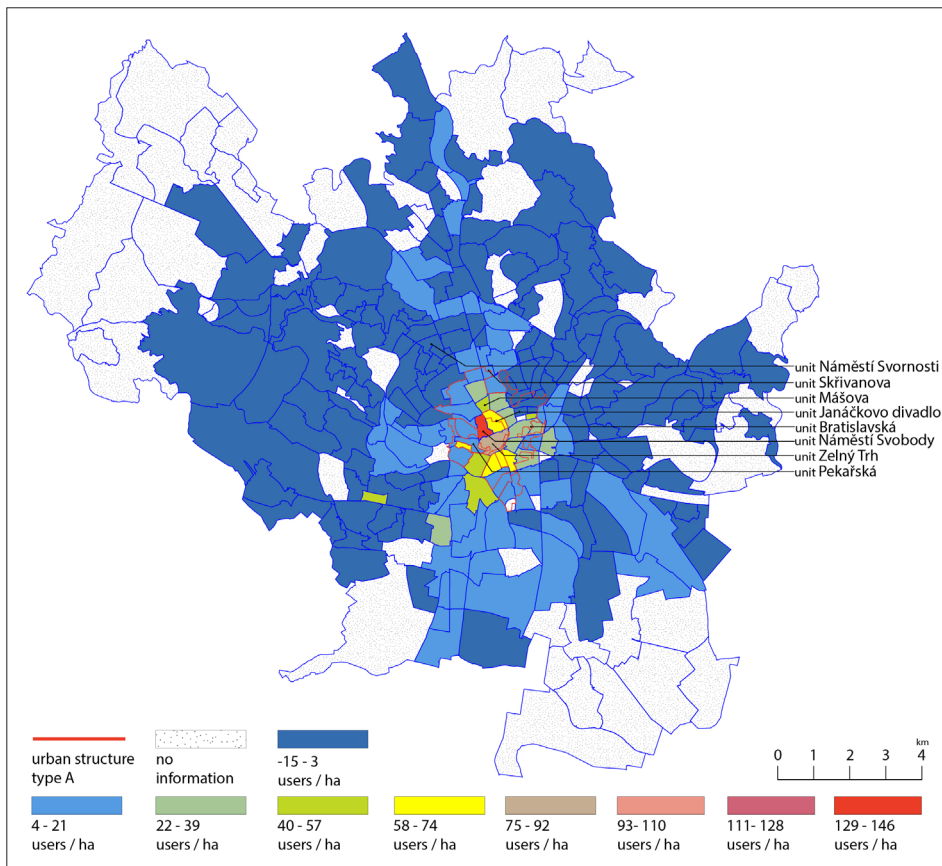 unit Náměstí Svornosti
unit Skřivanova
unit Mášova
unit Janáčkovo divadlo
unit Bratislavská
unit Náměstí Svobody
unit Zelný Trh
unit Pekařská
urban structure
type A
no
information
-15 - 3
users / ha
km
0 1 2 3 4
4 - 21
users / ha
22 - 39
users / ha
40 - 57
users / ha
58 - 74
users / ha
75 - 92
users / ha
93- 110
users / ha
111- 128
users / ha
129 - 146
users / ha